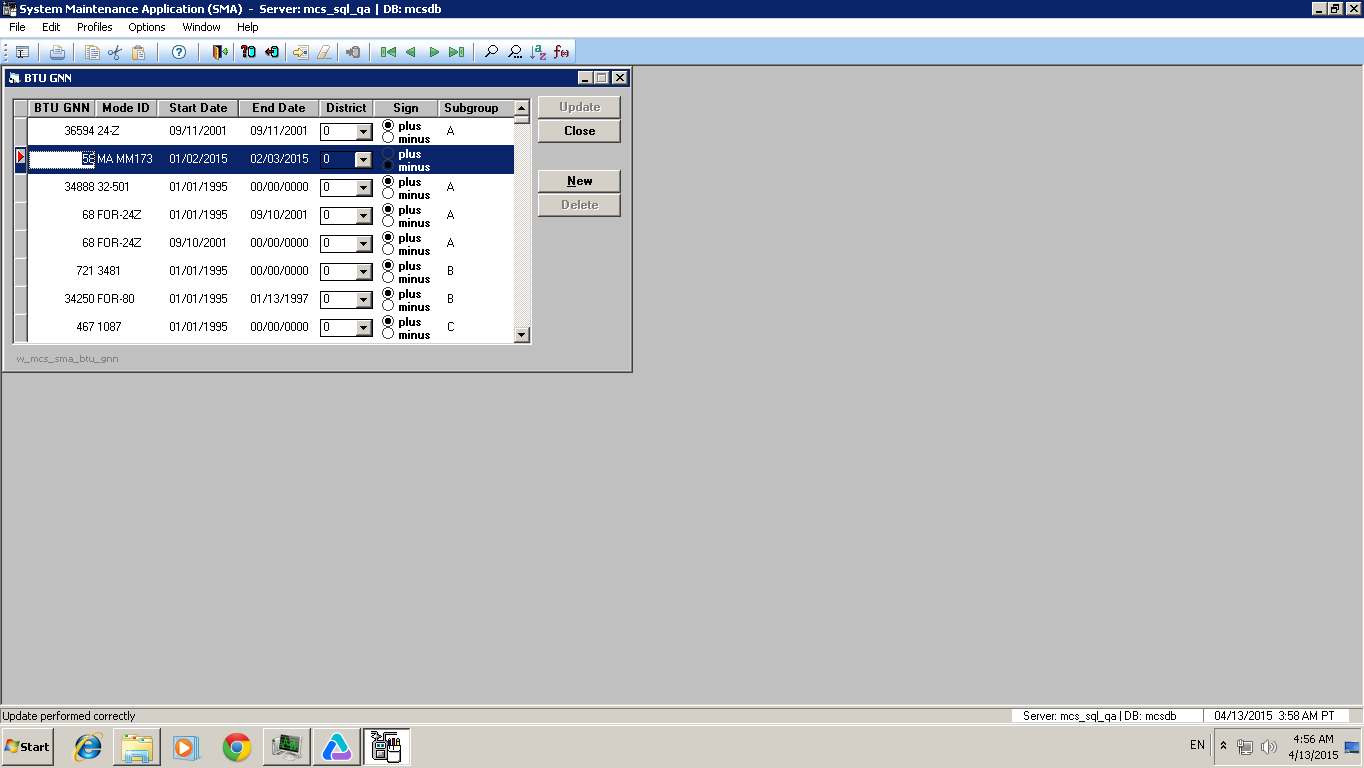 System Maintenance Application (SMA) - Server: mcs_sql_qa | DB: mcsdb
File Edit Profiles Options Window Help
BTU GNN
BTU GNN Mode ID Start Date End Date District Sign Subgroup
36594 24-Z 09/11/2001 09/11/2001 0 plus minus A
58 MA MM173 01/02/2015 02/03/2015 0 plus minus
34888 32-501 01/01/1995 00/00/0000 0 plus minus A
68 FOR-24Z 01/01/1995 09/10/2001 0 plus minus A
68 FOR-24Z 09/10/2001 00/00/0000 0 plus minus A
721 3481 01/01/1995 00/00/0000 0 plus minus B
34250 FOR-80 01/01/1995 01/13/1997 0 plus minus B
467 1087 01/01/1995 00/00/0000 0 plus minus C
Update
Close
New
Delete
w_mcs_sma_btu_gnn
Update performed correctly
Server: mcs_sql_qa | DB: mcsdb
04/13/2015 3:58 AM PT
Start
EN
4:56 AM
4/13/2015